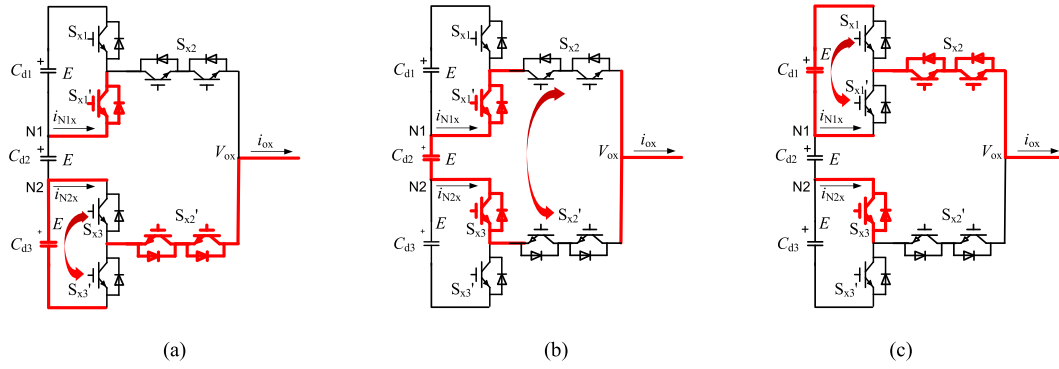 Sx1
Sx2
+
Cd1
E
Sx1'
N1
iN1x
Cd2
+
E
iox
Vox
N2
iN2x
Sx2'
E
Sx3
+
Cd3
Sx3'
(a)
Sx1
Sx2
+
Cd1
E
Sx1'
N1
iN1x
Cd2
+
E
iox
Vox
N2
iN2x
Sx2'
E
Sx3
+
Cd3
Sx3'
(b)
Sx1
Sx2
+
Cd1
E
Sx1'
N1
iN1x
Cd2
+
E
iox
Vox
N2
iN2x
Sx2'
E
Sx3
+
Cd3
Sx3'
(c)